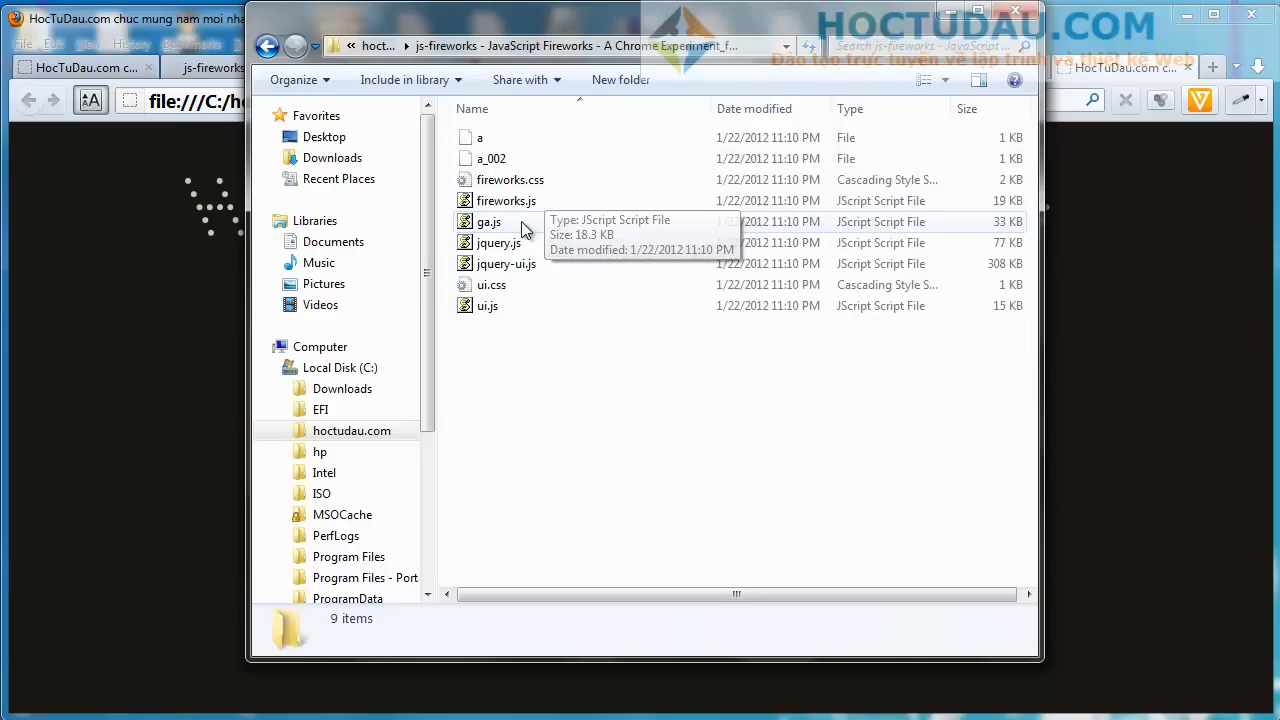 HocTuDau.com chuc mung nam moi nha
File Edit View History Bookmarks
HocTuDau.com c...
js-fireworks
HocTuDau.com c...
file:///C:/ho
HOCTUDAU.COM
Đào tạo trực tuyến về lập trình và thiết kế Web
« hoct... js-fireworks - JavaScript Fireworks - A Chrome Experiment_f...
Search js-fireworks - JavaScript ...
Organize Include in library Share with New folder
Name Date modified Type Size
a 1/22/2012 11:10 PM File 1 KB
a_002 1/22/2012 11:10 PM File 1 KB
fireworks.css 1/22/2012 11:10 PM Cascading Style S... 2 KB
fireworks.js 1/22/2012 11:10 PM JScript Script File 19 KB
ga.js 1/22/2012 11:10 PM JScript Script File 33 KB
jquery.js 1/22/2012 11:10 PM JScript Script File 77 KB
jquery-ui.js 1/22/2012 11:10 PM JScript Script File 308 KB
ui.css 1/22/2012 11:10 PM Cascading Style S... 1 KB
ui.js 1/22/2012 11:10 PM JScript Script File 15 KB
Type: JScript Script File
Size: 18.3 KB
Date modified: 1/22/2012 11:10 PM
Favorites
Desktop
Downloads
Recent Places
Libraries
Documents
Music
Pictures
Videos
Computer
Local Disk (C:)
Downloads
EFI
hoctudau.com
hp
Intel
ISO
MSOCache
PerfLogs
Program Files
Program Files - Port
ProgramData
9 items